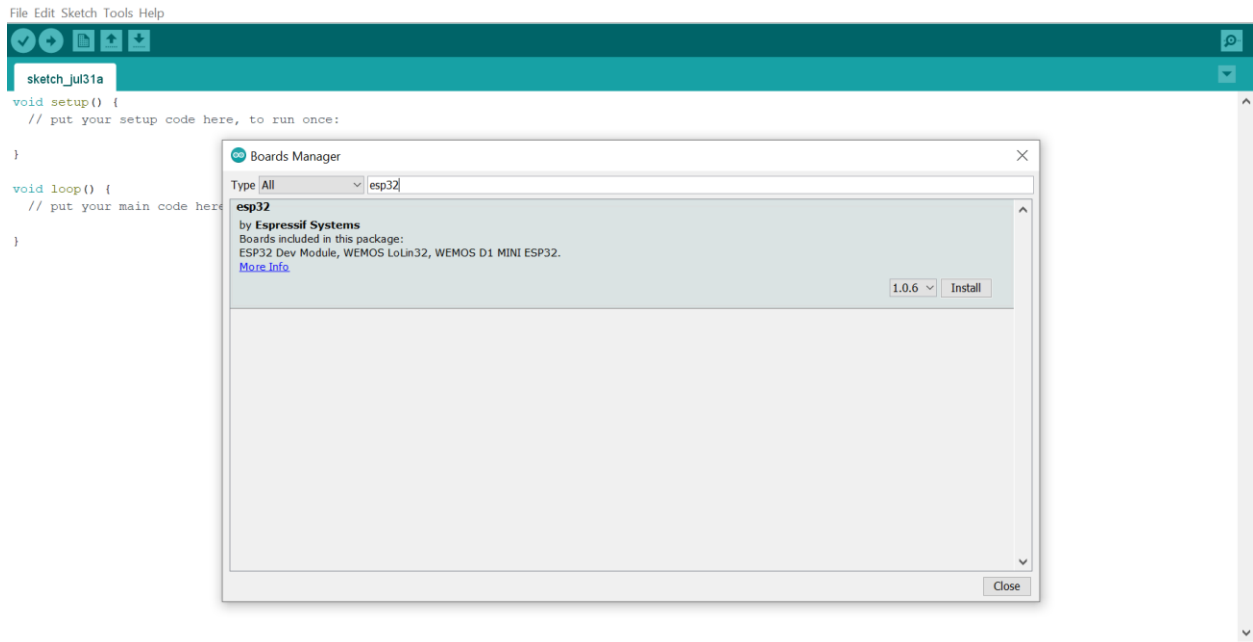 File Edit Sketch Tools Help
sketch_jul31a
void setup() {
// put your setup code here, to run once:
}
void loop() {
// put your main code here
}
Boards Manager
Type All esp32
esp32
by Espressif Systems
Boards included in this package:
ESP32 Dev Module, WEMOS LoLin32, WEMOS D1 MINI ESP32.
More Info
1.0.6 Install
Close